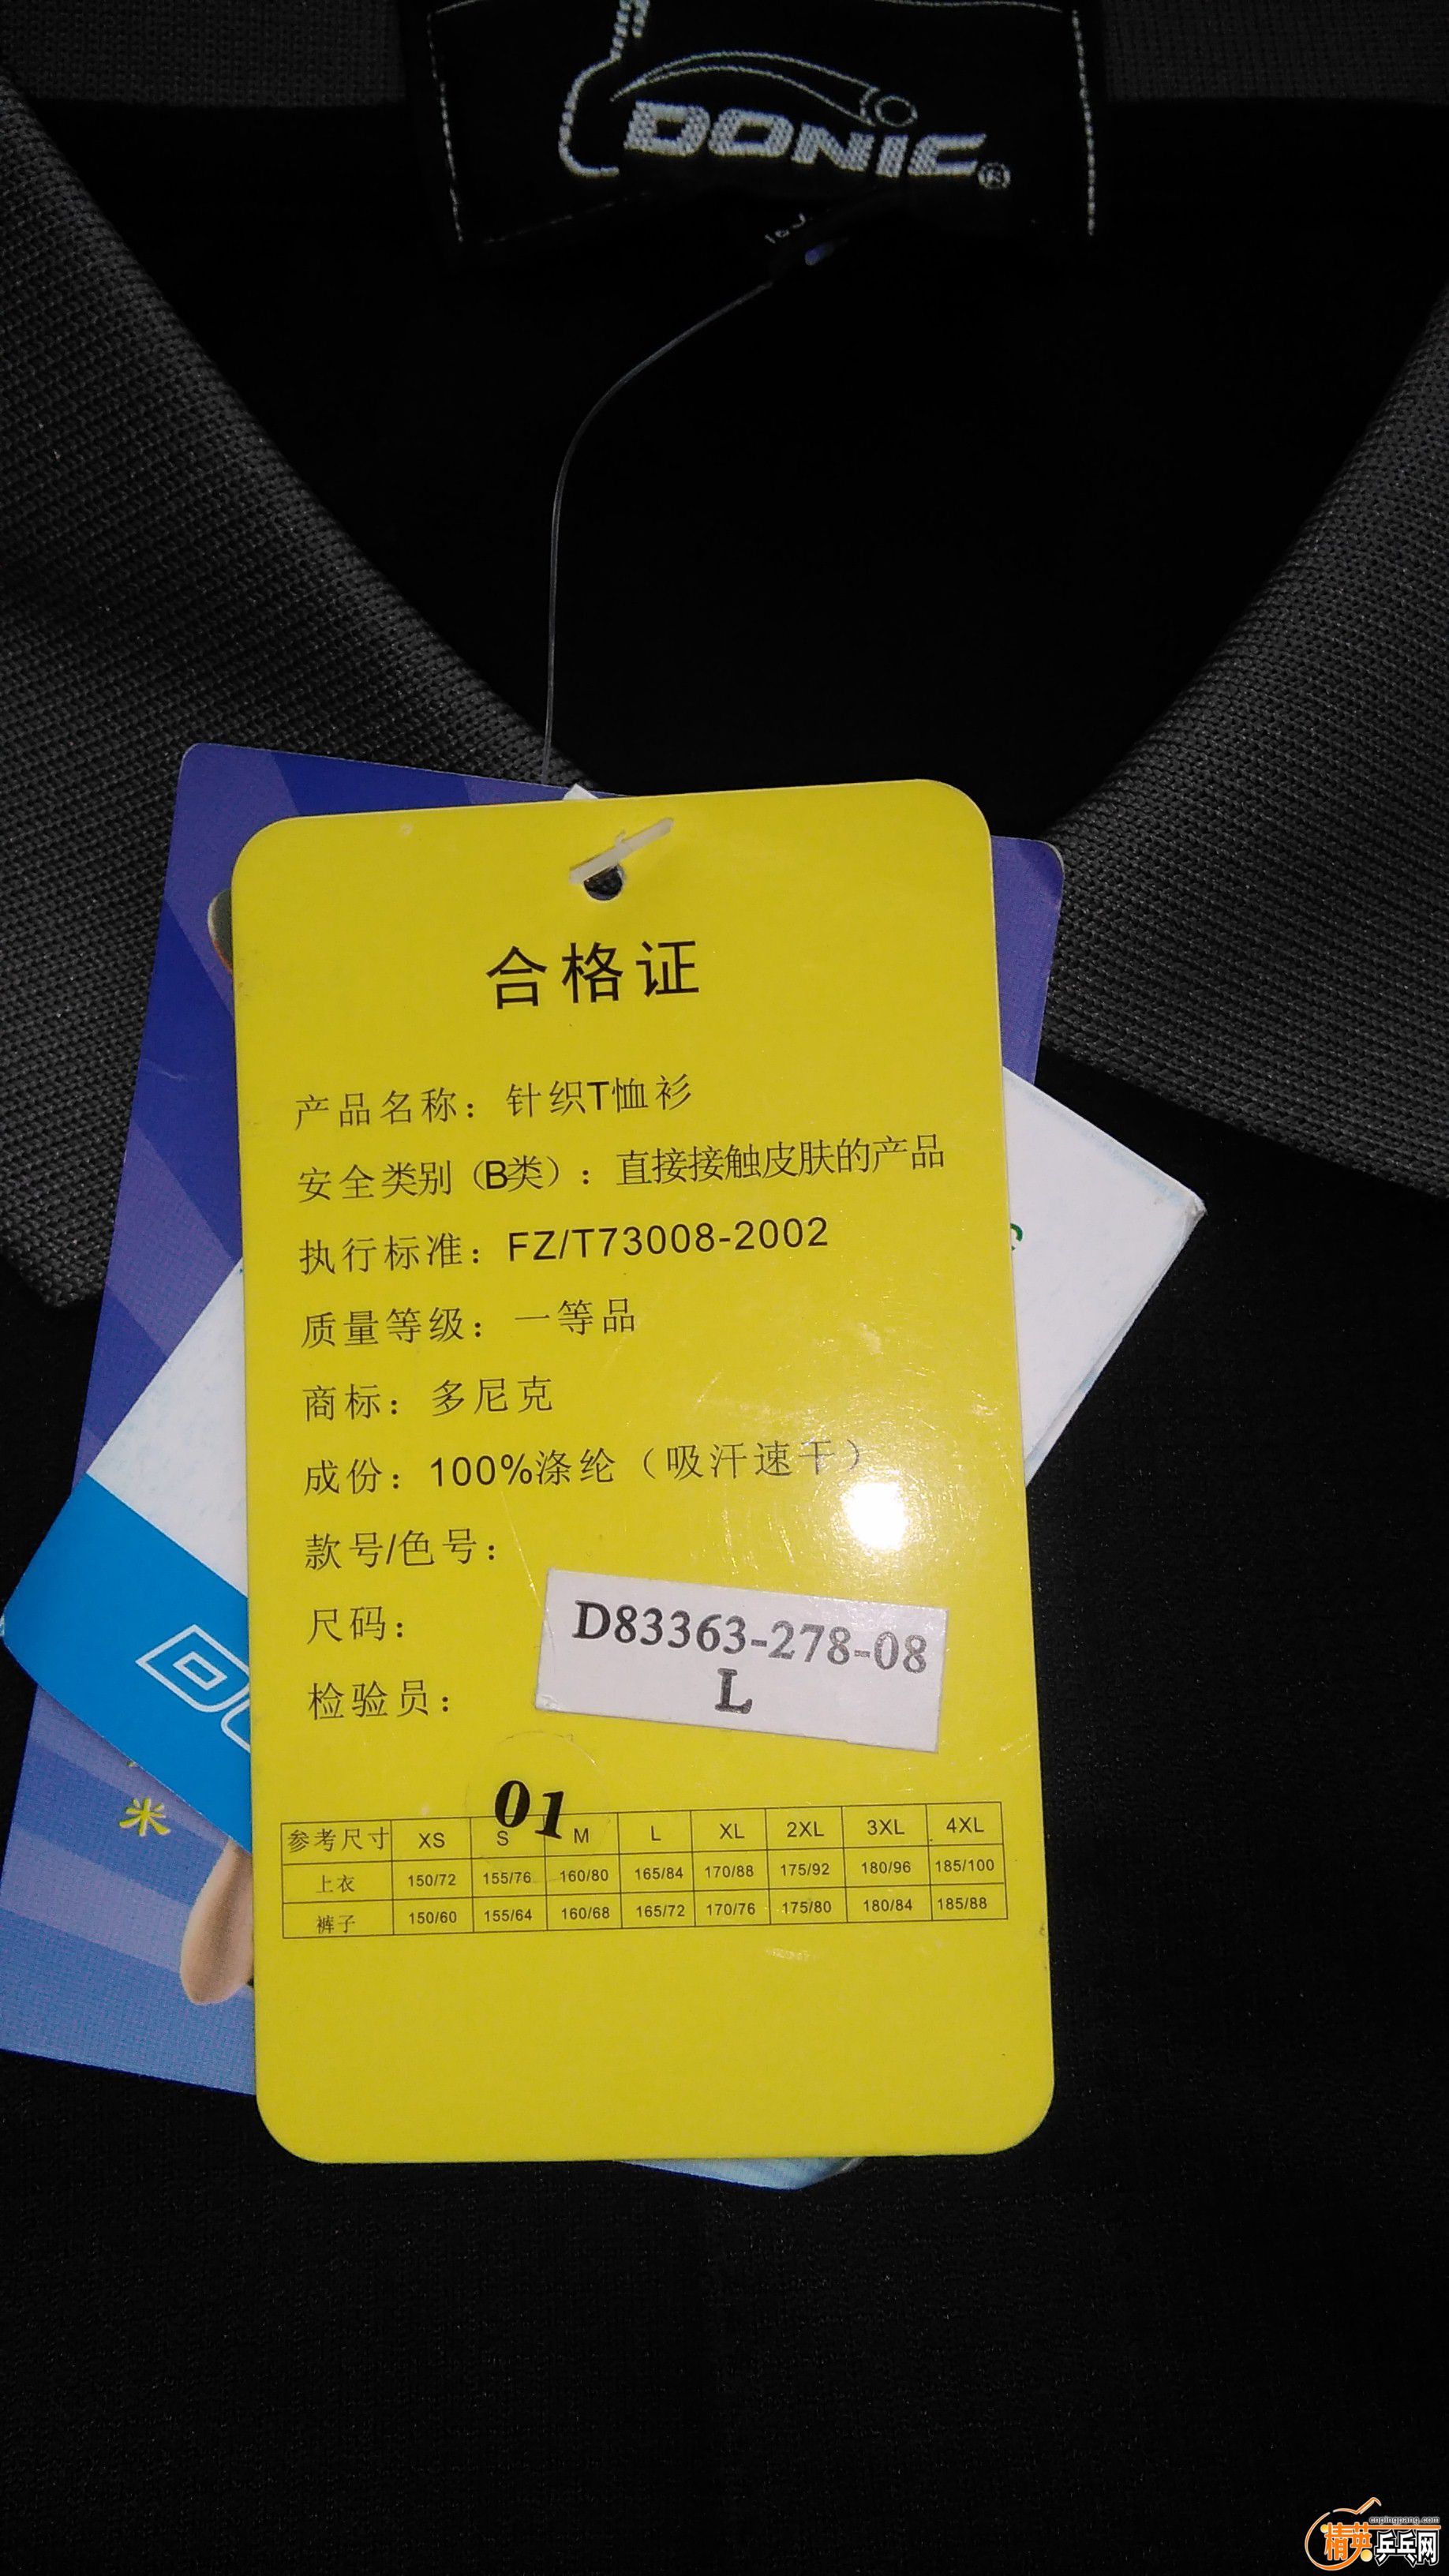 DONIC®
合格证
产品名称：针织T恤衫
安全类别（B类）：直接接触皮肤的产品
执行标准：FZ/T73008-2002
质量等级：一等品
商标：多尼克
成份：100%涤纶（吸汗速干）
款号/色号：
D83363-278-08
尺码：
L
检验员：
01
参考尺寸 XS S M L XL 2XL 3XL 4XL
上衣 150/72 155/76 160/80 165/84 170/88 175/92 180/96 185/100
裤子 150/60 155/64 160/68 165/72 170/76 175/80 180/84 185/88
米
copingpang.com
精英乒乓网